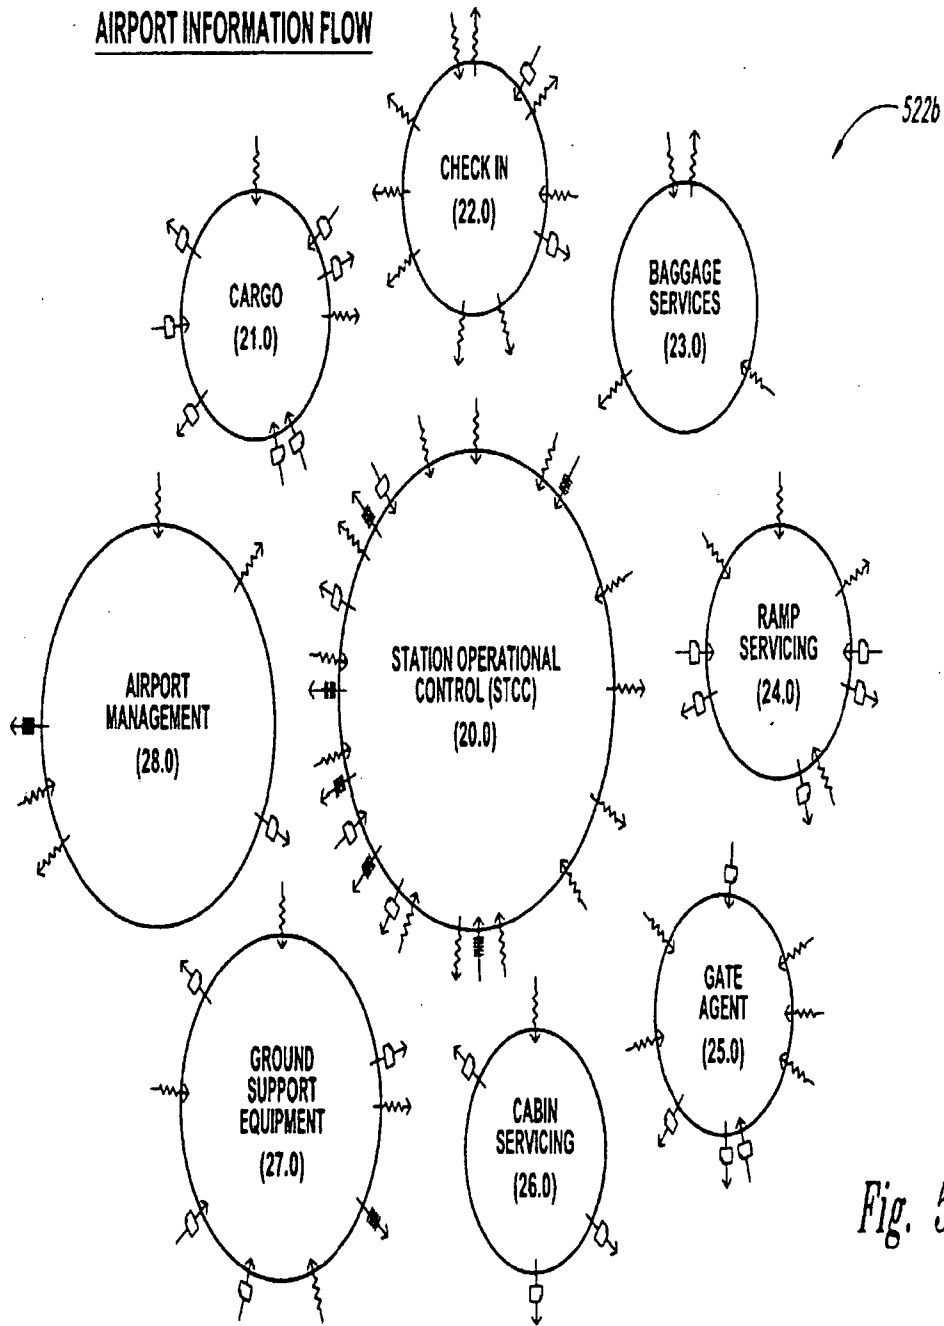 AIRPORT INFORMATION FLOW
522b
CHECK IN
(22.0)
CARGO
(21.0)
BAGGAGE
SERVICES
(23.0)
STATION OPERATIONAL
CONTROL (STCC)
(20.0)
RAMP
SERVICING
(24.0)
AIRPORT
MANAGEMENT
(28.0)
GATE
AGENT
(25.0)
GROUND
SUPPORT
EQUIPMENT
(27.0)
CABIN
SERVICING
(26.0)
Fig.